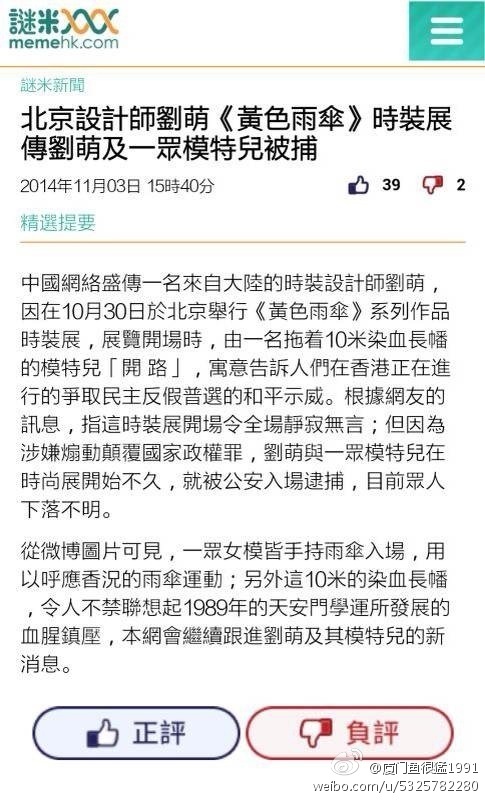 謎米
memehk.com
謎米新聞
北京設計師劉萌《黃色雨傘》時裝展
傳劉萌及一眾模特兒被捕
2014年11月03日 15時40分 39 2
精選提要
中國網絡盛傳一名來自大陸的時裝設計師劉萌，
因在10月30日於北京舉行《黃色雨傘》系列作品
時裝展，展覽開場時，由一名拖着10米染血長幡
的模特兒「開路」，寓意告訴人們在香港正在進
行的爭取民主反假普選的和平示威。根據網友的
訊息，指這時裝展開場令全場靜寂無言；但因為
涉嫌煽動顛覆國家政權罪，劉萌與一眾模特兒在
時尚展開始不久，就被公安入場逮捕，目前眾人
下落不明。
從微博圖片可見，一眾女模皆手持雨傘入場，用
以呼應香況的雨傘運動；另外這10米的染血長幡
，令人不禁聯想起1989年的天安門學運所發展的
血腥鎮壓，本網會繼續跟進劉萌及其模特兒的新
消息。
正評 負評
@厦门鱼很猛1991
weibo.com/u/5325782280